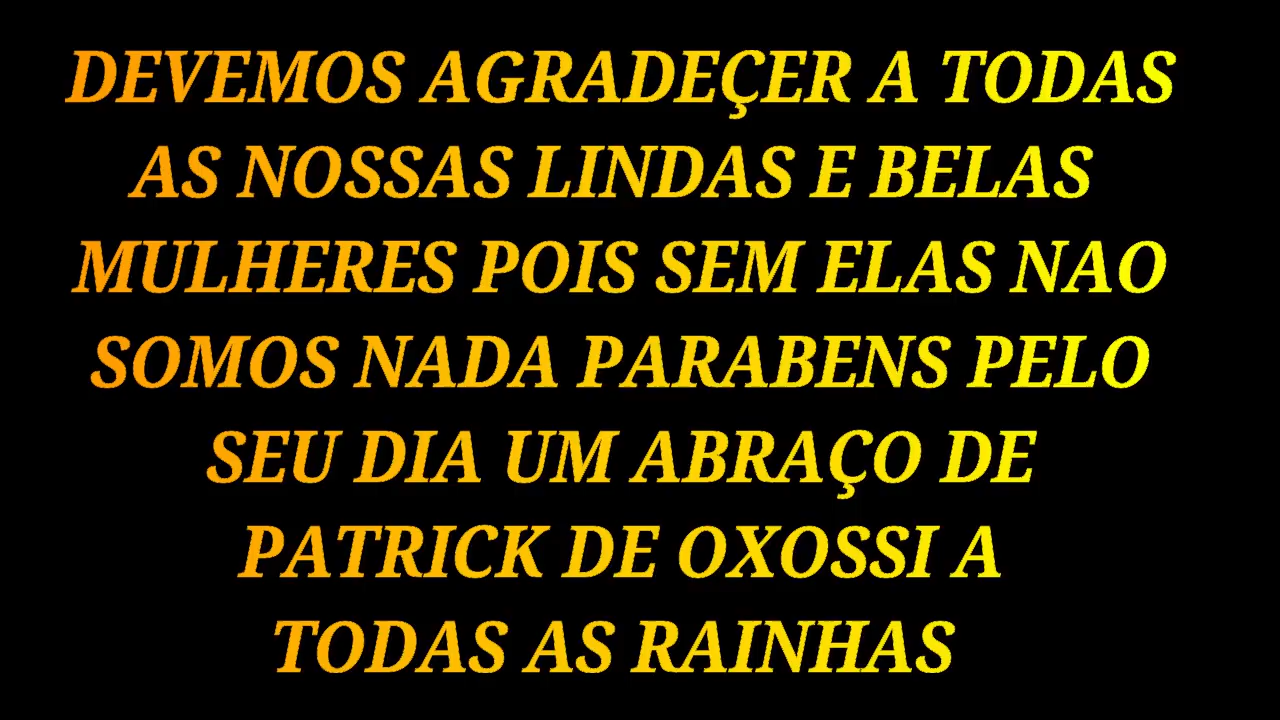 DEVEMOS AGRADEÇER A TODAS
AS NOSSAS LINDAS E BELAS
MULHERES POIS SEM ELAS NAO
SOMOS NADA PARABENS PELO
SEU DIA UM ABRAÇO DE
PATRICK DE OXOSSI A
TODAS AS RAINHAS